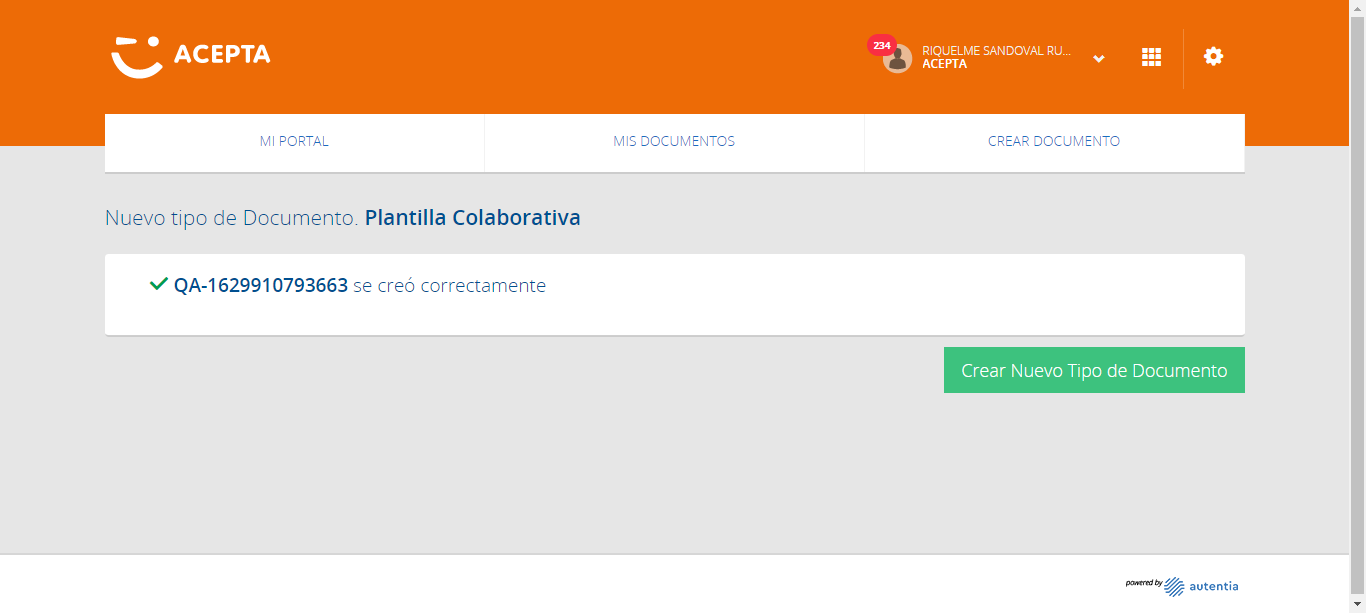 ACEPTA
234
RIQUELME SANDOVAL RU...
ACEPTA
MI PORTAL
MIS DOCUMENTOS
CREAR DOCUMENTO
Nuevo tipo de Documento. Plantilla Colaborativa
QA-1629910793663 se creó correctamente
Crear Nuevo Tipo de Documento
powered by autentia